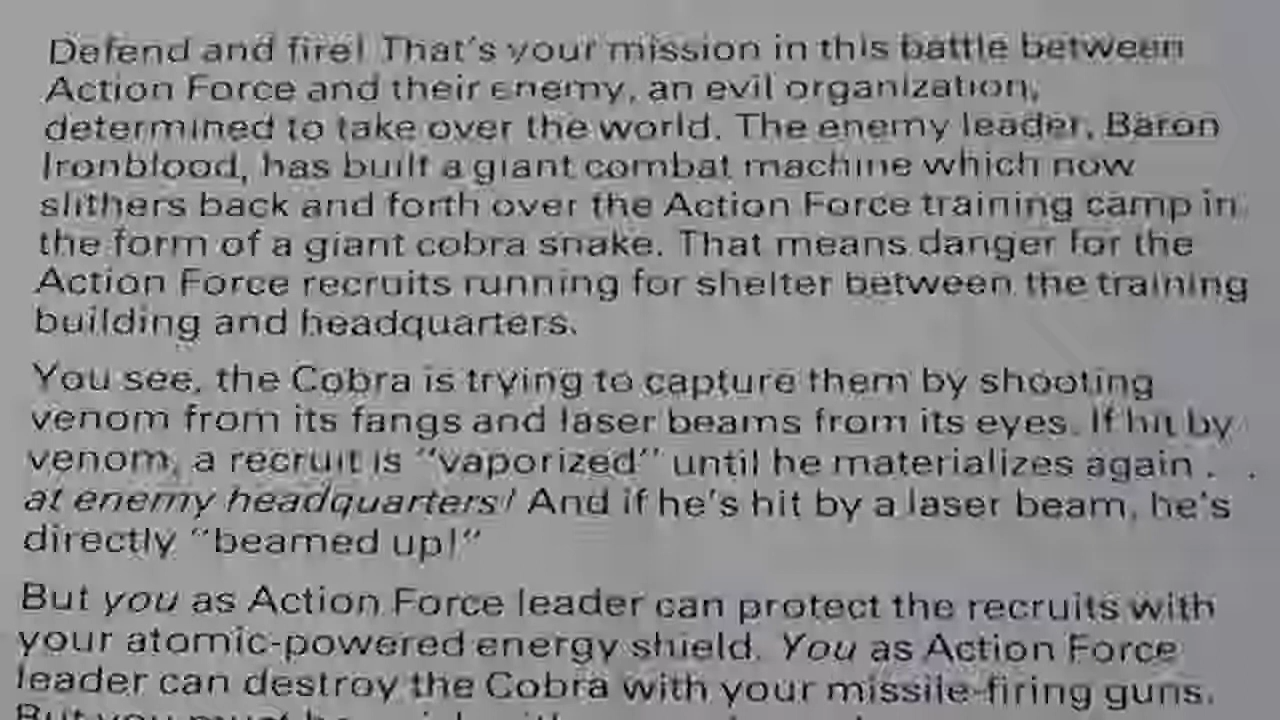 Defend and fire! That's your mission in this battle between
Action Force and their enemy, an evil organization,
determined to take over the world. The enemy leader, Baron
Ironblood, has built a giant combat machine which now
slithers back and forth over the Action Force training camp in
the form of a giant cobra snake. That means danger for the
Action Force recruits running for shelter between the training
building and headquarters.
You see, the Cobra is trying to capture them by shooting
venom from its fangs and laser beams from its eyes. If hit by
venom, a recruit is "vaporized" until he materializes again . .
at enemy headquarters! And if he's hit by a laser beam, he's
directly "beamed up!"
But you as Action Force leader can protect the recruits with
your atomic-powered energy shield. You as Action Force
leader can destroy the Cobra with your missile-firing guns.
But you must be